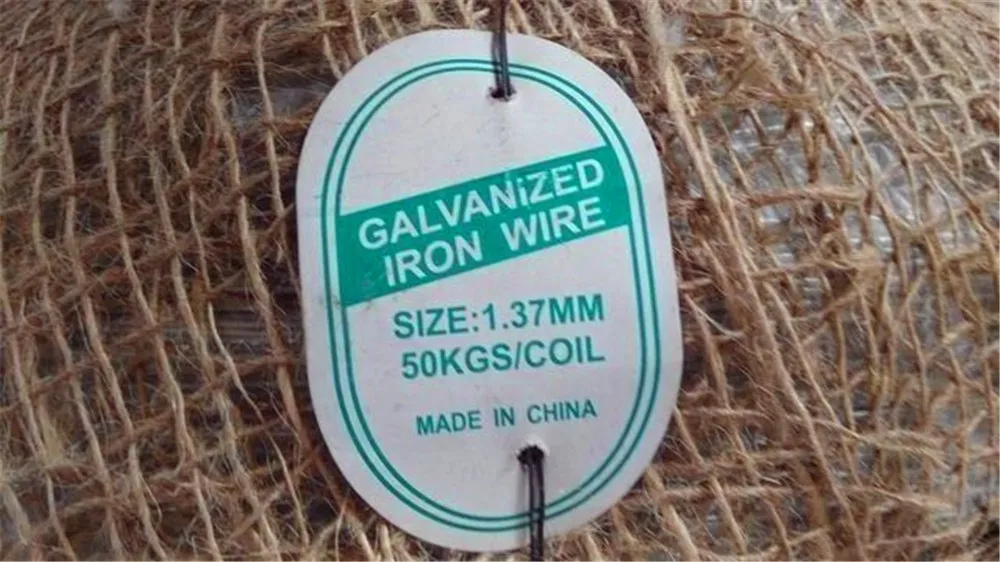 GALVANiZED
IRON WIRE
SIZE:1.37MM
50KGS/COIL
MADE IN CHINA